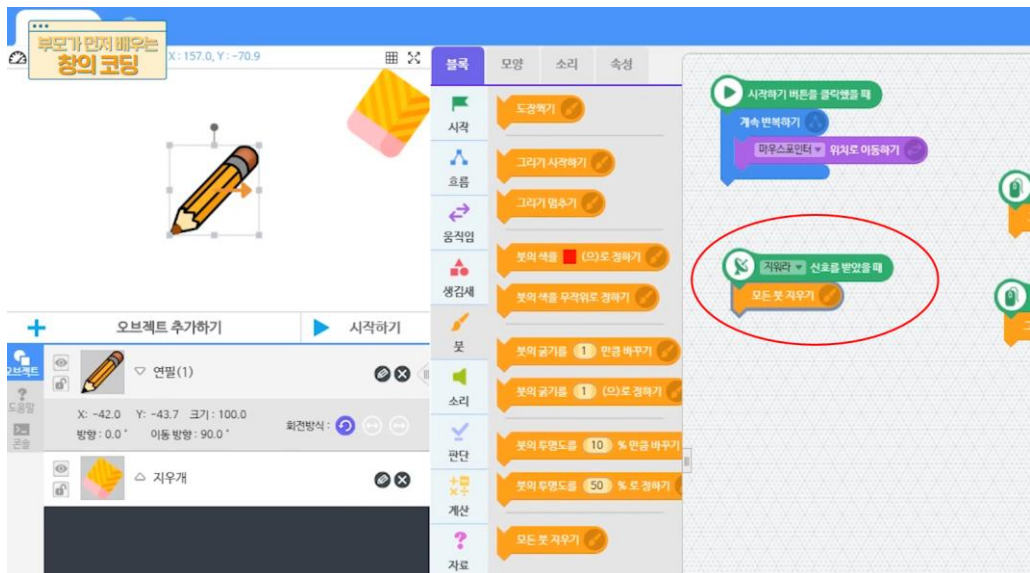 부모가 먼저 배우는
창의 코딩
X : 157.0, Y : -70.9
오브젝트 추가하기
시작하기
오브젝트
도움말
콘솔
연필(1)
X: -42.0 Y: -43.7 크기 : 100.0
방향 : 0.0˚ 이동 방향 : 90.0˚
회전방식 :
지우개
블록
모양
소리
속성
시작
흐름
움직임
생김새
붓
소리
판단
계산
자료
도장찍기
그리기 시작하기
그리기 멈추기
붓의 색을 (으)로 정하기
붓의 색을 무작위로 정하기
붓의 굵기를 1 만큼 바꾸기
붓의 굵기를 1 (으)로 정하기
붓의 투명도를 10 % 만큼 바꾸기
붓의 투명도를 50 % 로 정하기
모든 붓 지우기
시작하기 버튼을 클릭했을 때
계속 반복하기
마우스포인터 위치로 이동하기
지워라 신호를 받았을 때
모든 붓 지우기